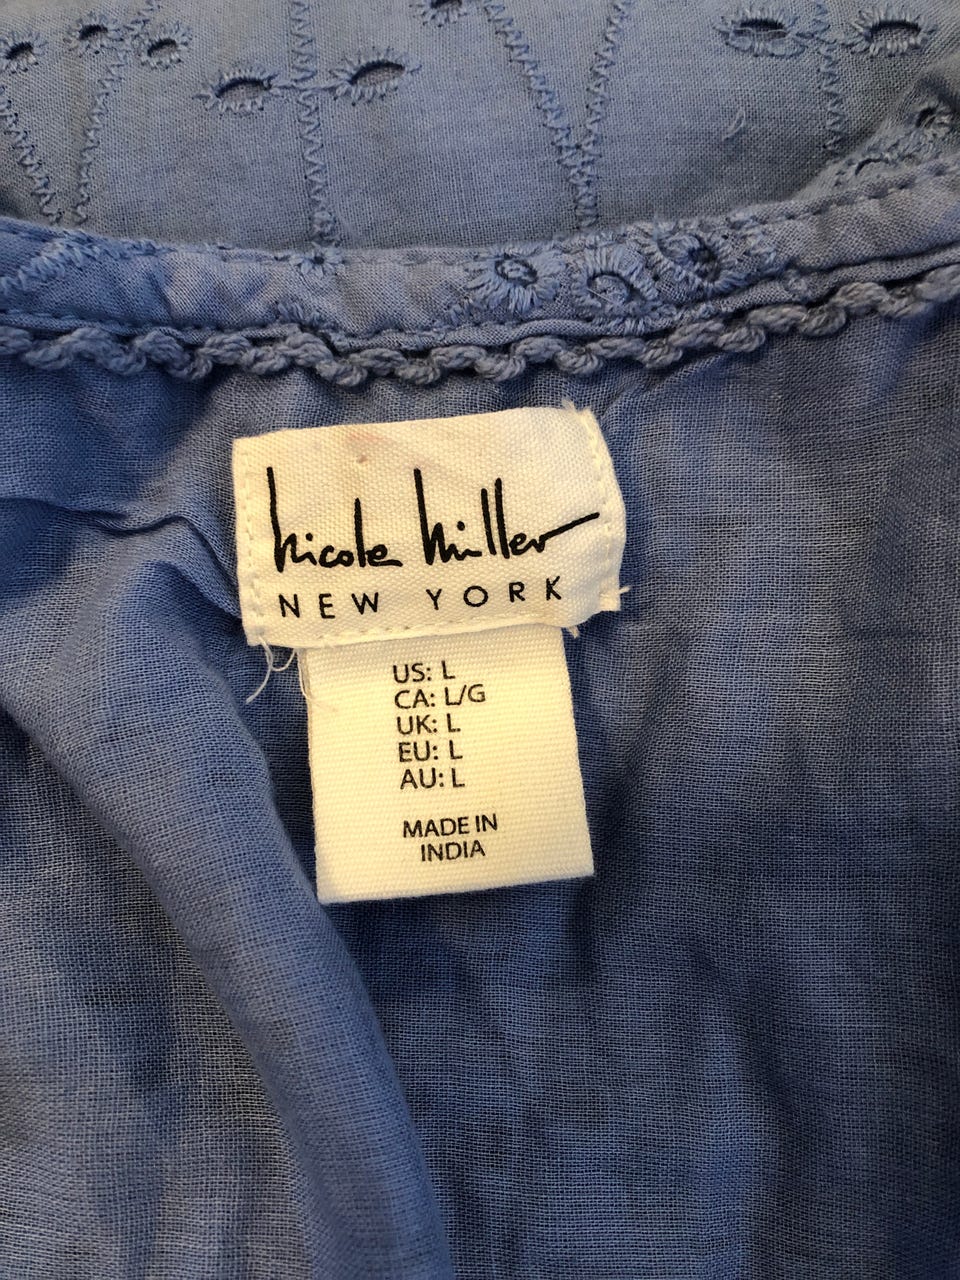 Nicole Miller
NEW YORK
US: L
CA: L/G
UK: L
EU: L
AU: L
MADE IN
INDIA